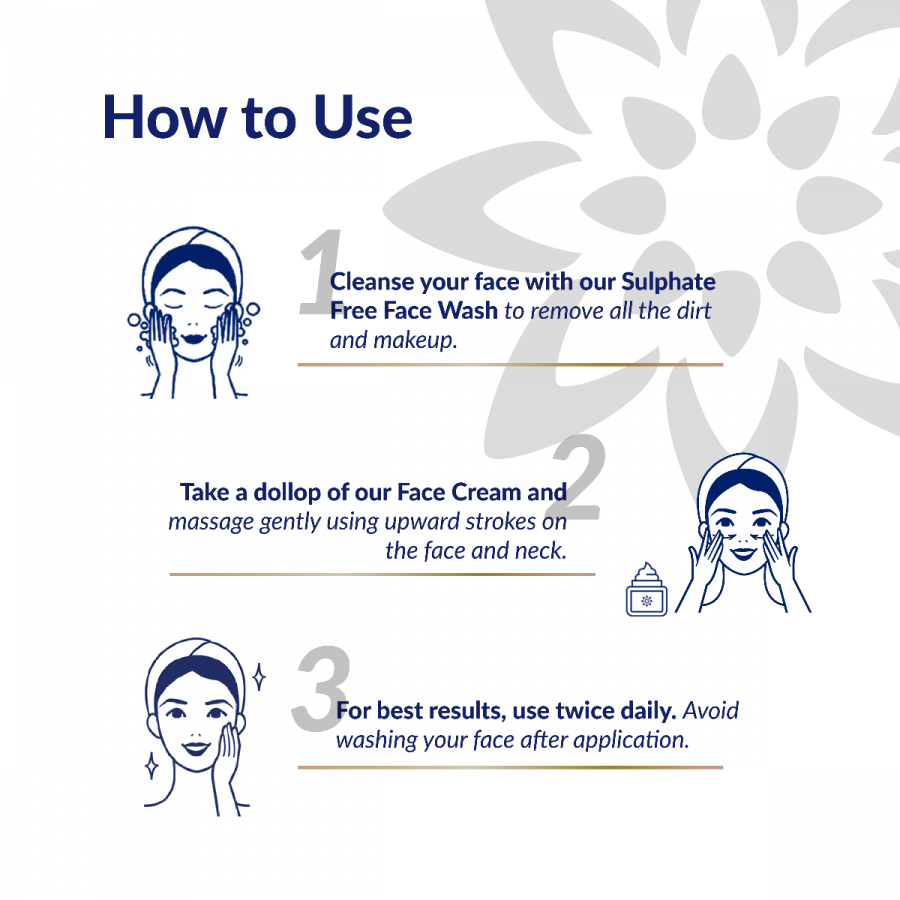 How to Use
1
Cleanse your face with our Sulphate
Free Face Wash to remove all the dirt
and makeup.
2
Take a dollop of our Face Cream and
massage gently using upward strokes on
the face and neck.
3
For best results, use twice daily. Avoid
washing your face after application.